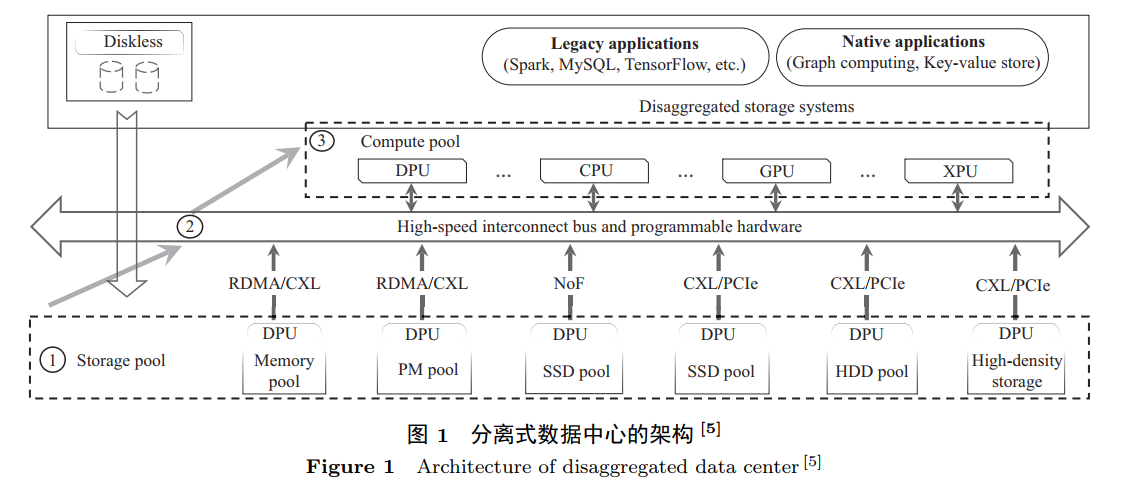 Diskless
Legacy applications
(Spark, MySQL, TensorFlow, etc.)
Native applications
(Graph computing, Key-value store)
Disaggregated storage systems
③ Compute pool
DPU ... CPU ... GPU ... XPU
② High-speed interconnect bus and programmable hardware
RDMA/CXL RDMA/CXL NoF CXL/PCIe CXL/PCIe CXL/PCIe
DPU DPU DPU DPU DPU DPU
① Storage pool
Memory
pool
PM pool
SSD pool
SSD pool
HDD pool
High-density
storage
图 1 分离式数据中心的架构 [5]
Figure 1 Architecture of disaggregated data center [5]